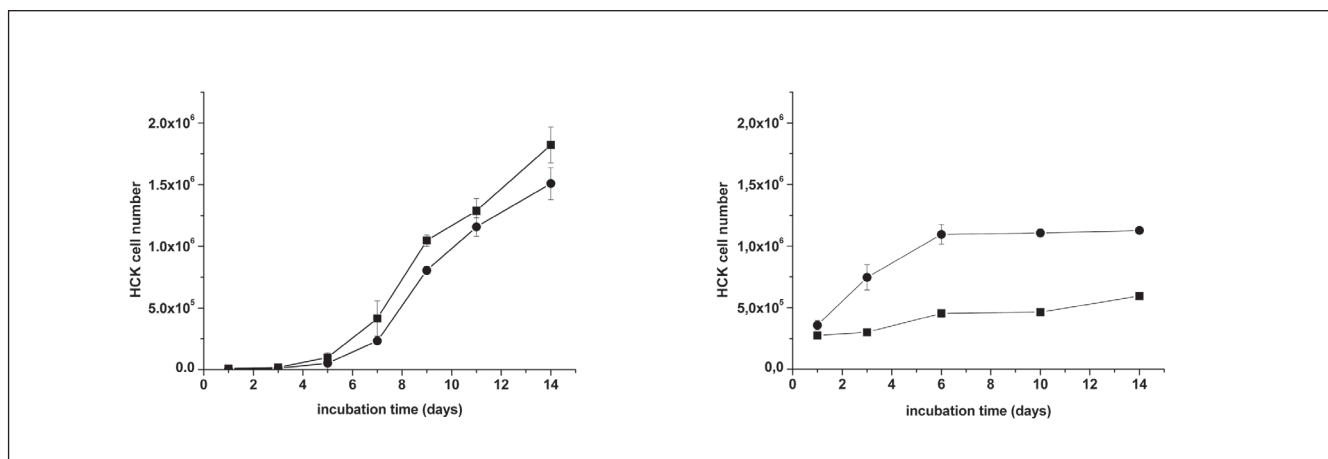 2.0x10⁶
1.5x10⁶
1.0x10⁶
5.0x10⁵
0.0
HCK cell number
0 2 4 6 8 10 12 14
incubation time (days)
2,0x10⁶
1,5x10⁶
1,0x10⁶
5,0x10⁵
0,0
HCK cell number
0 2 4 6 8 10 12 14
incubation time (days)